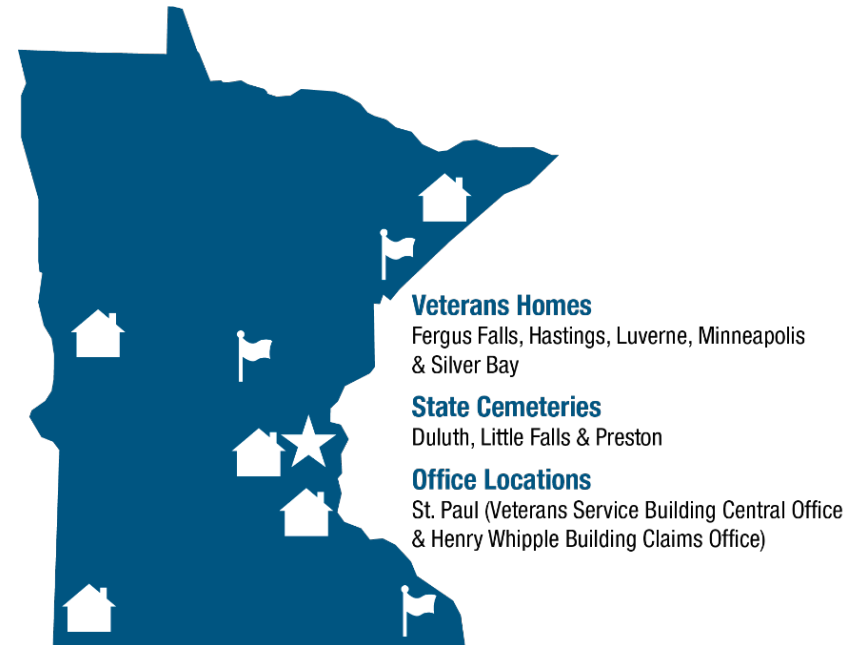 Veterans Homes
Fergus Falls, Hastings, Luverne, Minneapolis
& Silver Bay
State Cemeteries
Duluth, Little Falls & Preston
Office Locations
St. Paul (Veterans Service Building Central Office
& Henry Whipple Building Claims Office)